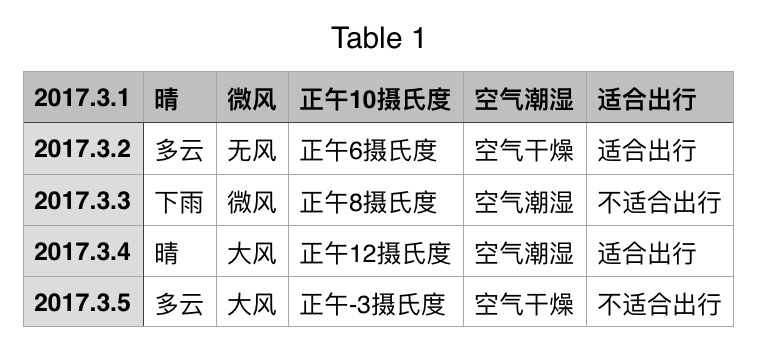 Table 1
2017.3.1 晴 微风 正午10摄氏度 空气潮湿 适合出行
2017.3.2 多云 无风 正午6摄氏度 空气干燥 适合出行
2017.3.3 下雨 微风 正午8摄氏度 空气潮湿 不适合出行
2017.3.4 晴 大风 正午12摄氏度 空气潮湿 适合出行
2017.3.5 多云 大风 正午-3摄氏度 空气干燥 不适合出行